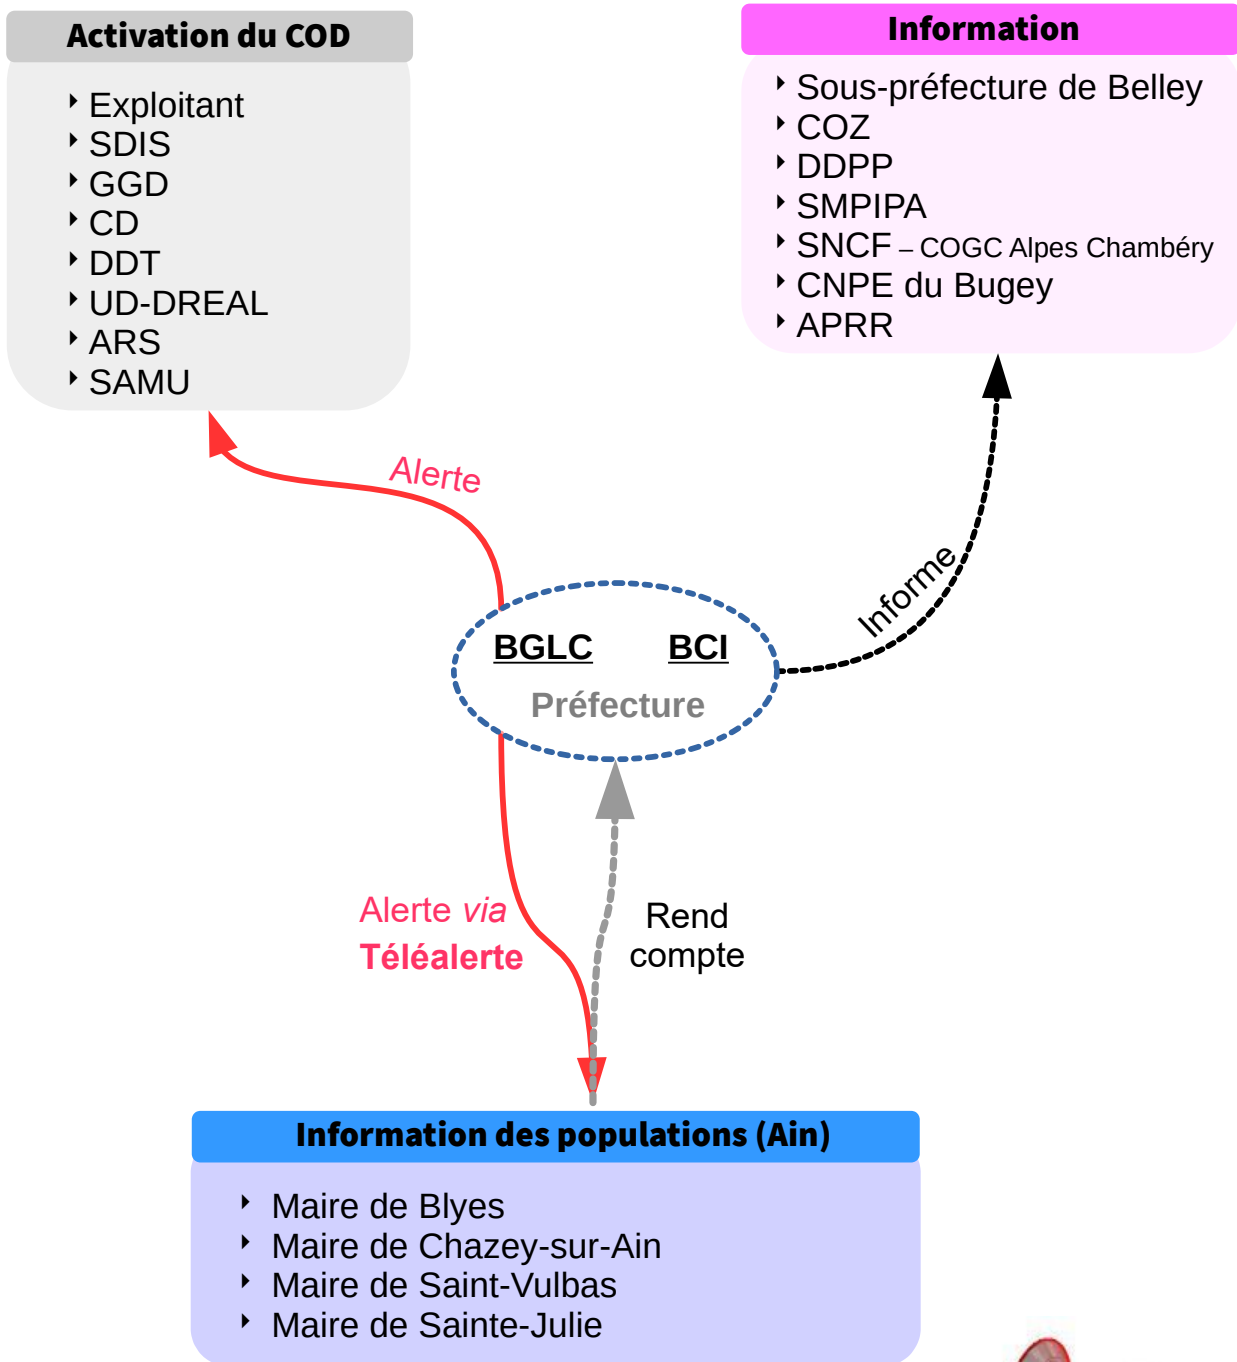 Activation du COD
Exploitant
SDIS
GGD
CD
DDT
UD-DREAL
ARS
SAMU
Information
Sous-préfecture de Belley
COZ
DDPP
SMPIPA
SNCF – COGC Alpes Chambéry
CNPE du Bugey
APRR
Alerte
Informe
BGLC BCI
Préfecture
Alerte via
Téléalerte
Rend
compte
Information des populations (Ain)
Maire de Blyes
Maire de Chazey-sur-Ain
Maire de Saint-Vulbas
Maire de Sainte-Julie